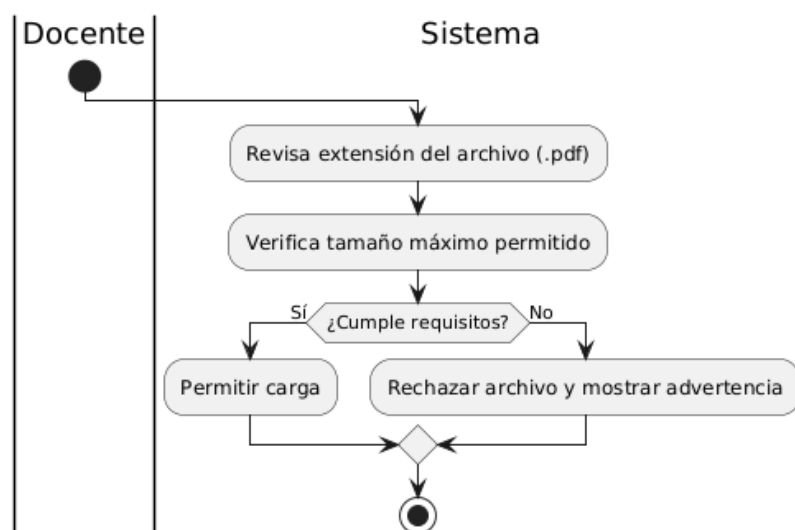 Docente
Sistema
Revisa extensión del archivo (.pdf)
Verifica tamaño máximo permitido
Sí
¿Cumple requisitos?
No
Permitir carga
Rechazar archivo y mostrar advertencia